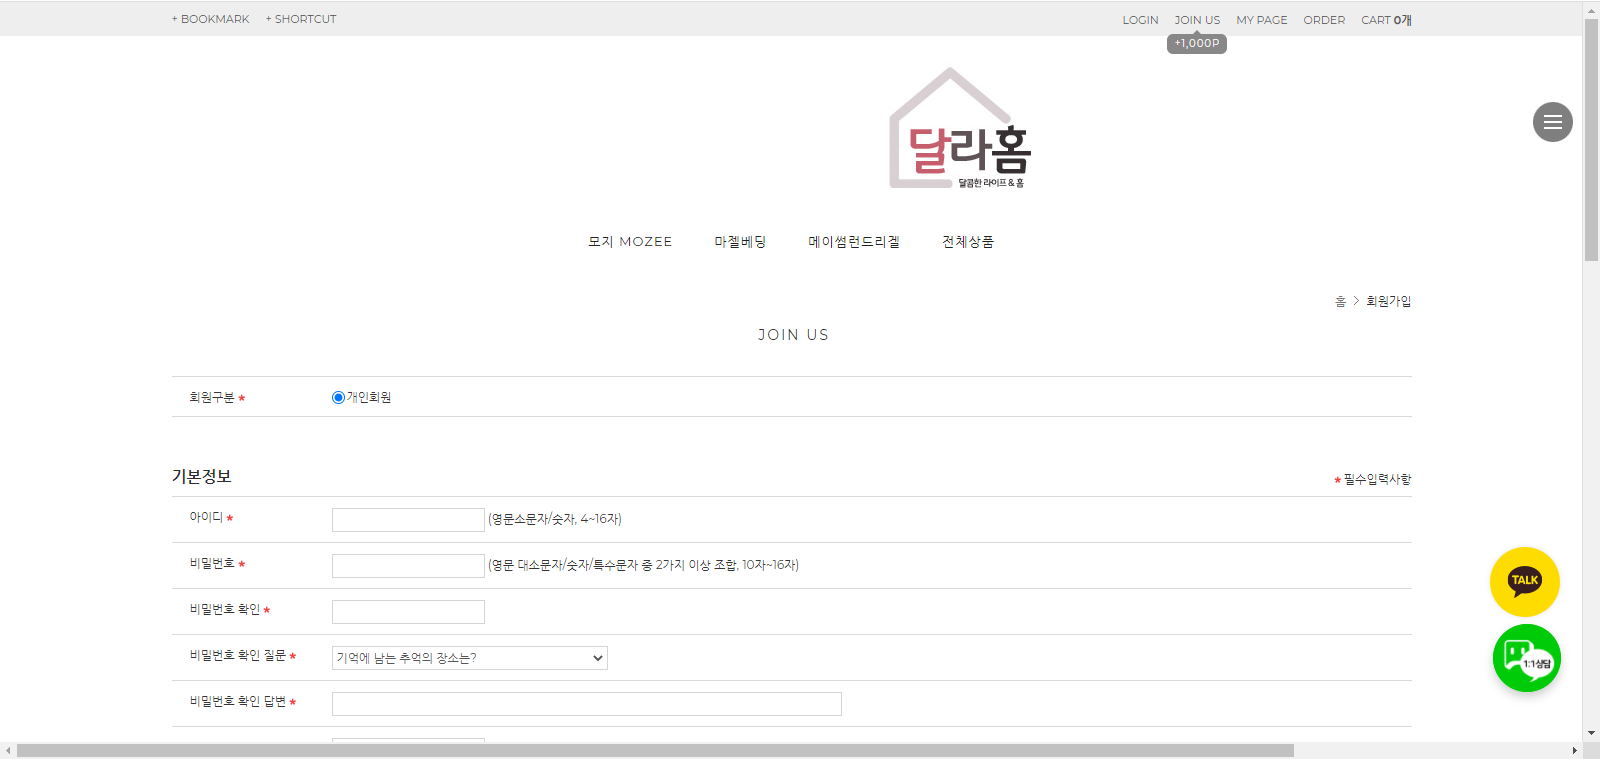 + BOOKMARK + SHORTCUT
LOGIN JOIN US MY PAGE ORDER CART 0개
+1,000P
달라홈
달콤한 라이프 & 홈
모지 MOZEE 마젤베딩 메이썸런드리겔 전체상품
홈 > 회원가입
JOIN US
회원구분 * 개인회원
기본정보
* 필수입력사항
아이디 * (영문소문자/숫자, 4~16자)
비밀번호 * (영문 대소문자/숫자/특수문자 중 2가지 이상 조합, 10자~16자)
비밀번호 확인 *
비밀번호 확인 질문 * 기억에 남는 추억의 장소는?
비밀번호 확인 답변 *
TALK
1:1상담